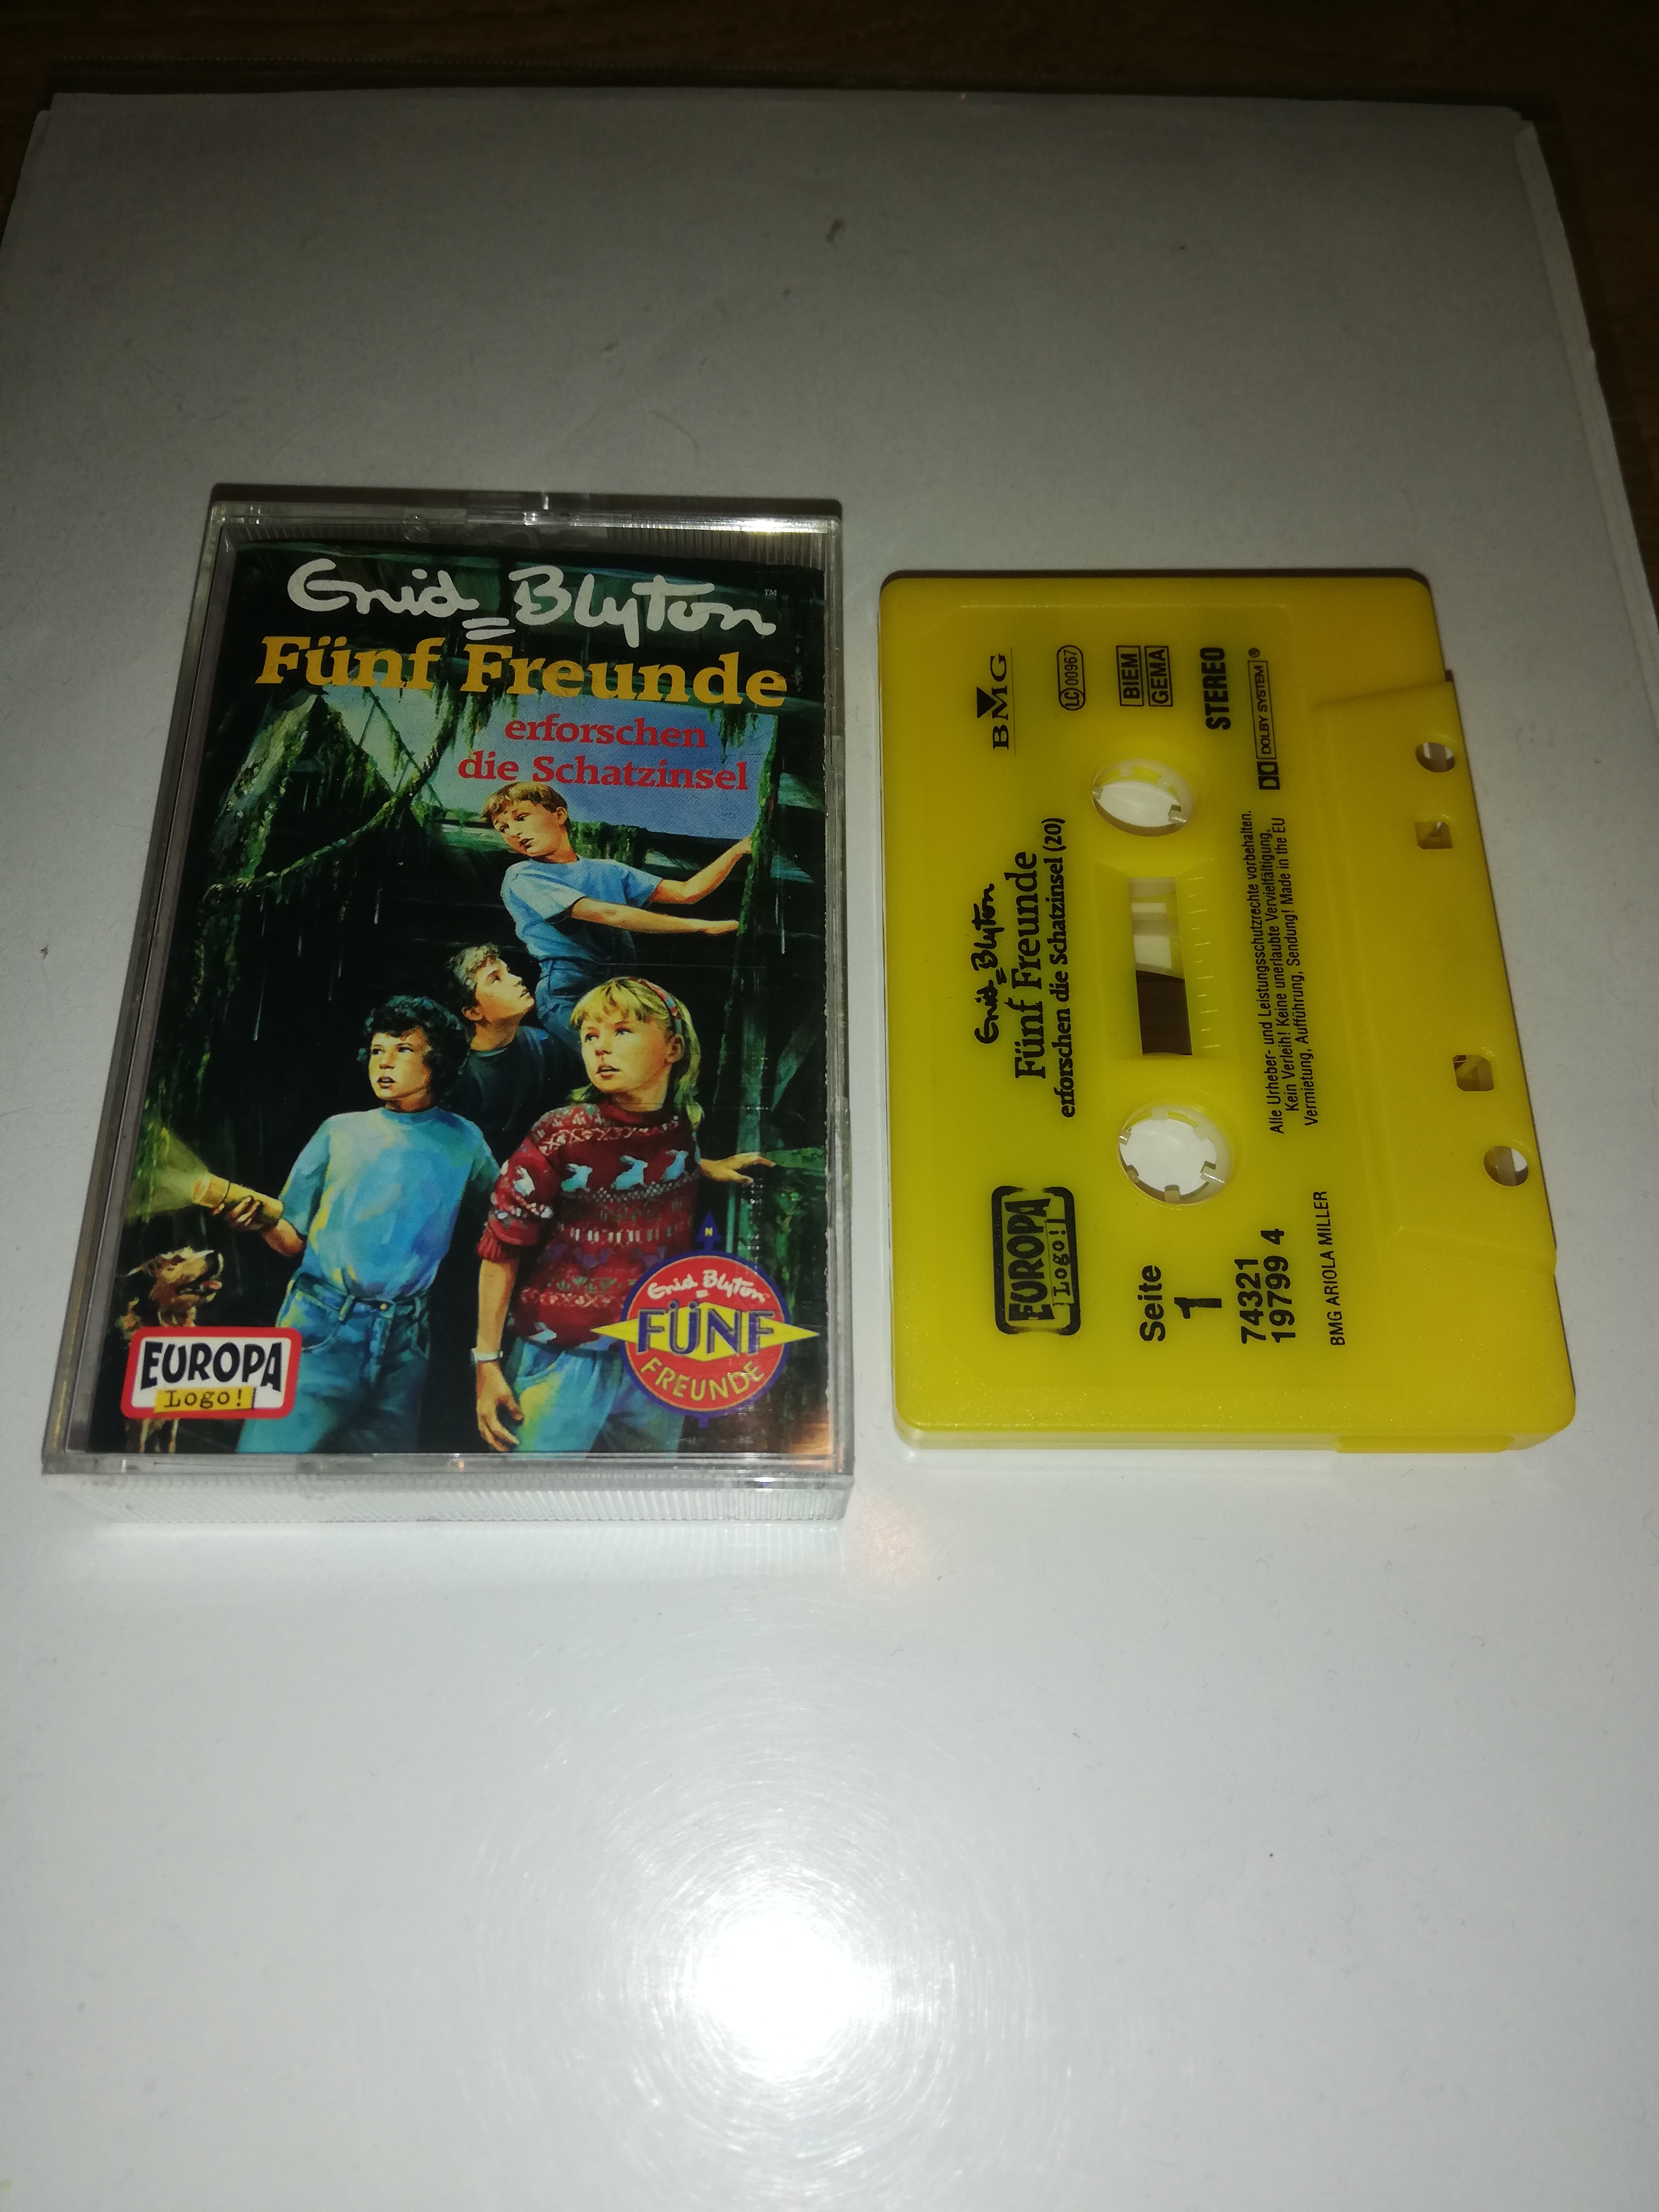 Enid Blyton™
Fünf Freunde
erforschen
die Schatzinsel
N
Enid Blyton
FÜNF
FREUNDE
EUROPA
Logo!
BMG
LC 00967
BIEM
GEMA
STEREO
DOLBY SYSTEM®
Enid Blyton
Fünf Freunde
erforschen die Schatzinsel (20)
Alle Urheber- und Leistungsschutzrechte vorbehalten.
Kein Verleih! Keine unerlaubte Vervielfältigung,
Vermietung, Aufführung, Sendung! Made in the EU
EUROPA
Logo!
Seite
1
74321
19799 4
BMG ARIOLA MILLER